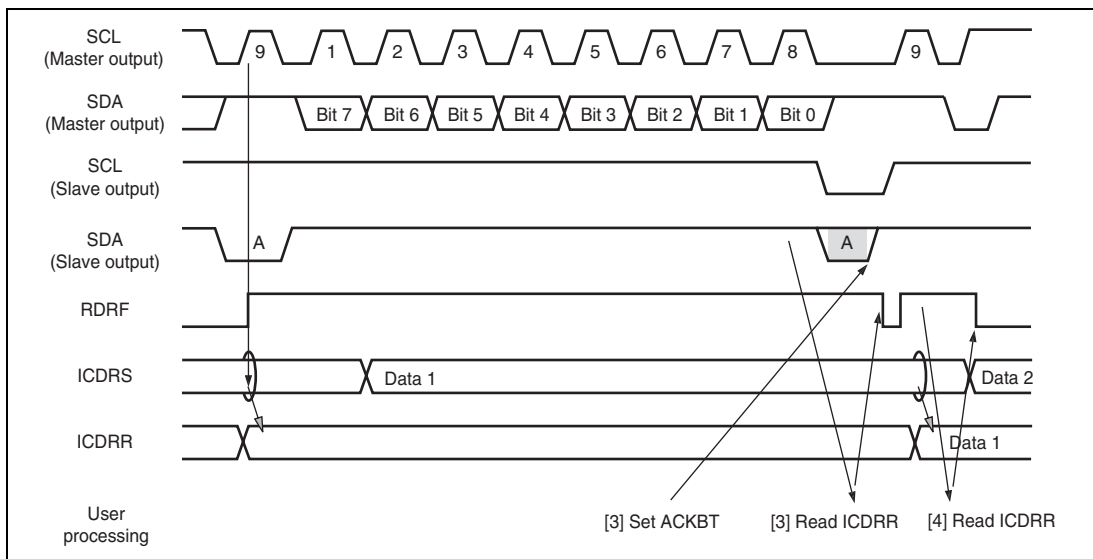 SCL
(Master output)
9 1 2 3 4 5 6 7 8 9
SDA
(Master output)
Bit 7 Bit 6 Bit 5 Bit 4 Bit 3 Bit 2 Bit 1 Bit 0
SCL
(Slave output)
SDA
(Slave output)
A A
RDRF
ICDRS
Data 1 Data 2
ICDRR
Data 1
User
processing
[3] Set ACKBT [3] Read ICDRR [4] Read ICDRR